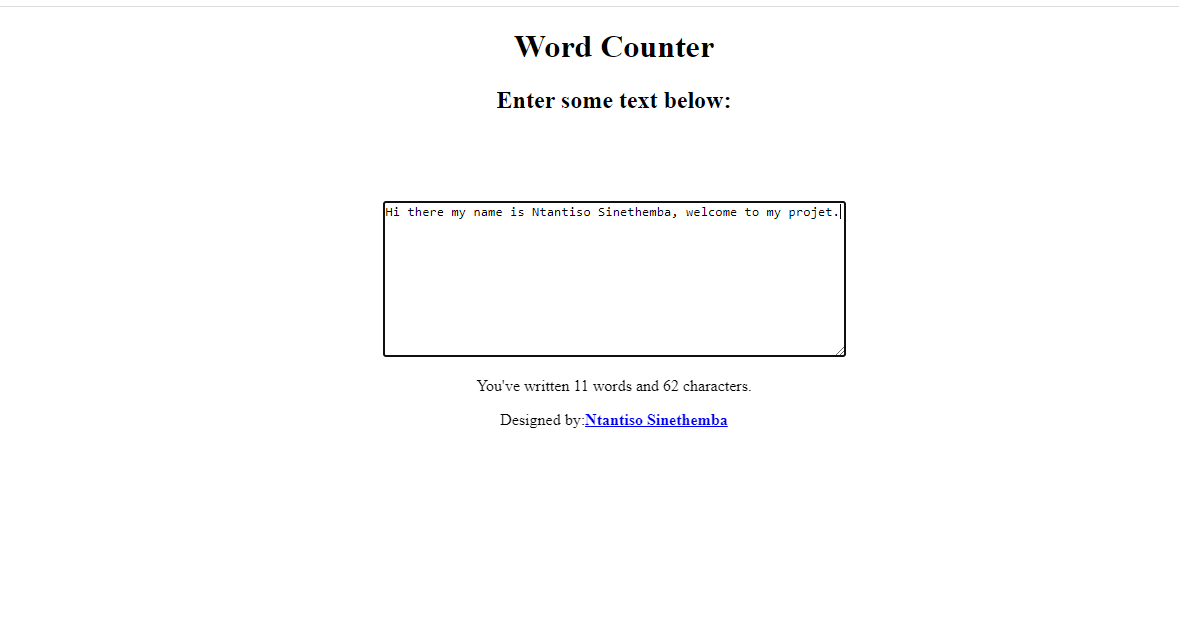 Word Counter
Enter some text below:
Hi there my name is Ntantiso Sinethemba, welcome to my projet.
You've written 11 words and 62 characters.
Designed by:Ntantiso Sinethemba